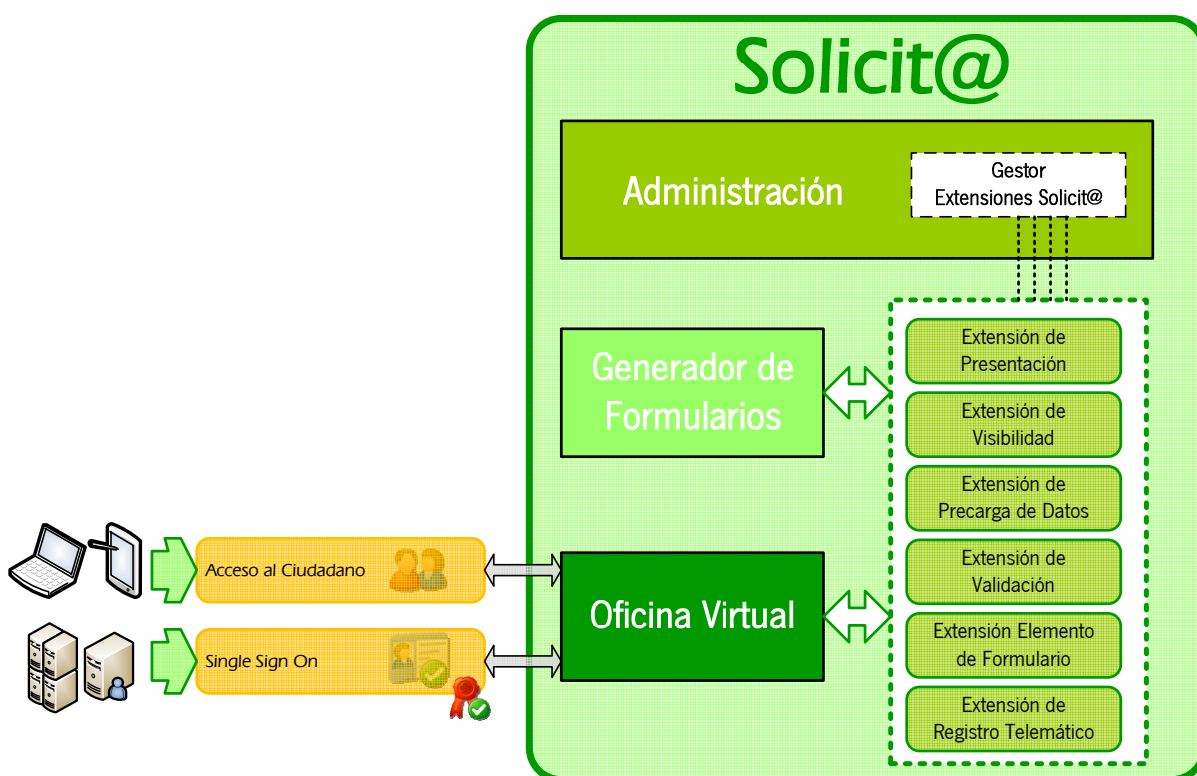 Solicit@
Administración
Gestor
Extensiones Solicit@
Generador de
Formularios
Extensión de
Presentación
Extensión de
Visibilidad
Extensión de
Precarga de Datos
Extensión de
Validación
Extensión Elemento
de Formulario
Extensión de
Registro Telemático
Acceso al Ciudadano
Single Sign On
Oficina Virtual